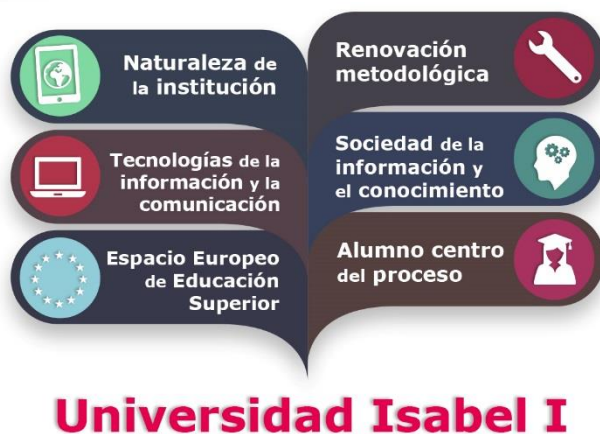 Naturaleza de
la institución
Tecnologías de la
información y la
comunicación
Espacio Europeo
de Educación
Superior
Renovación
metodológica
Sociedad de la
información y
el conocimiento
Alumno centro
del proceso
Universidad Isabel I